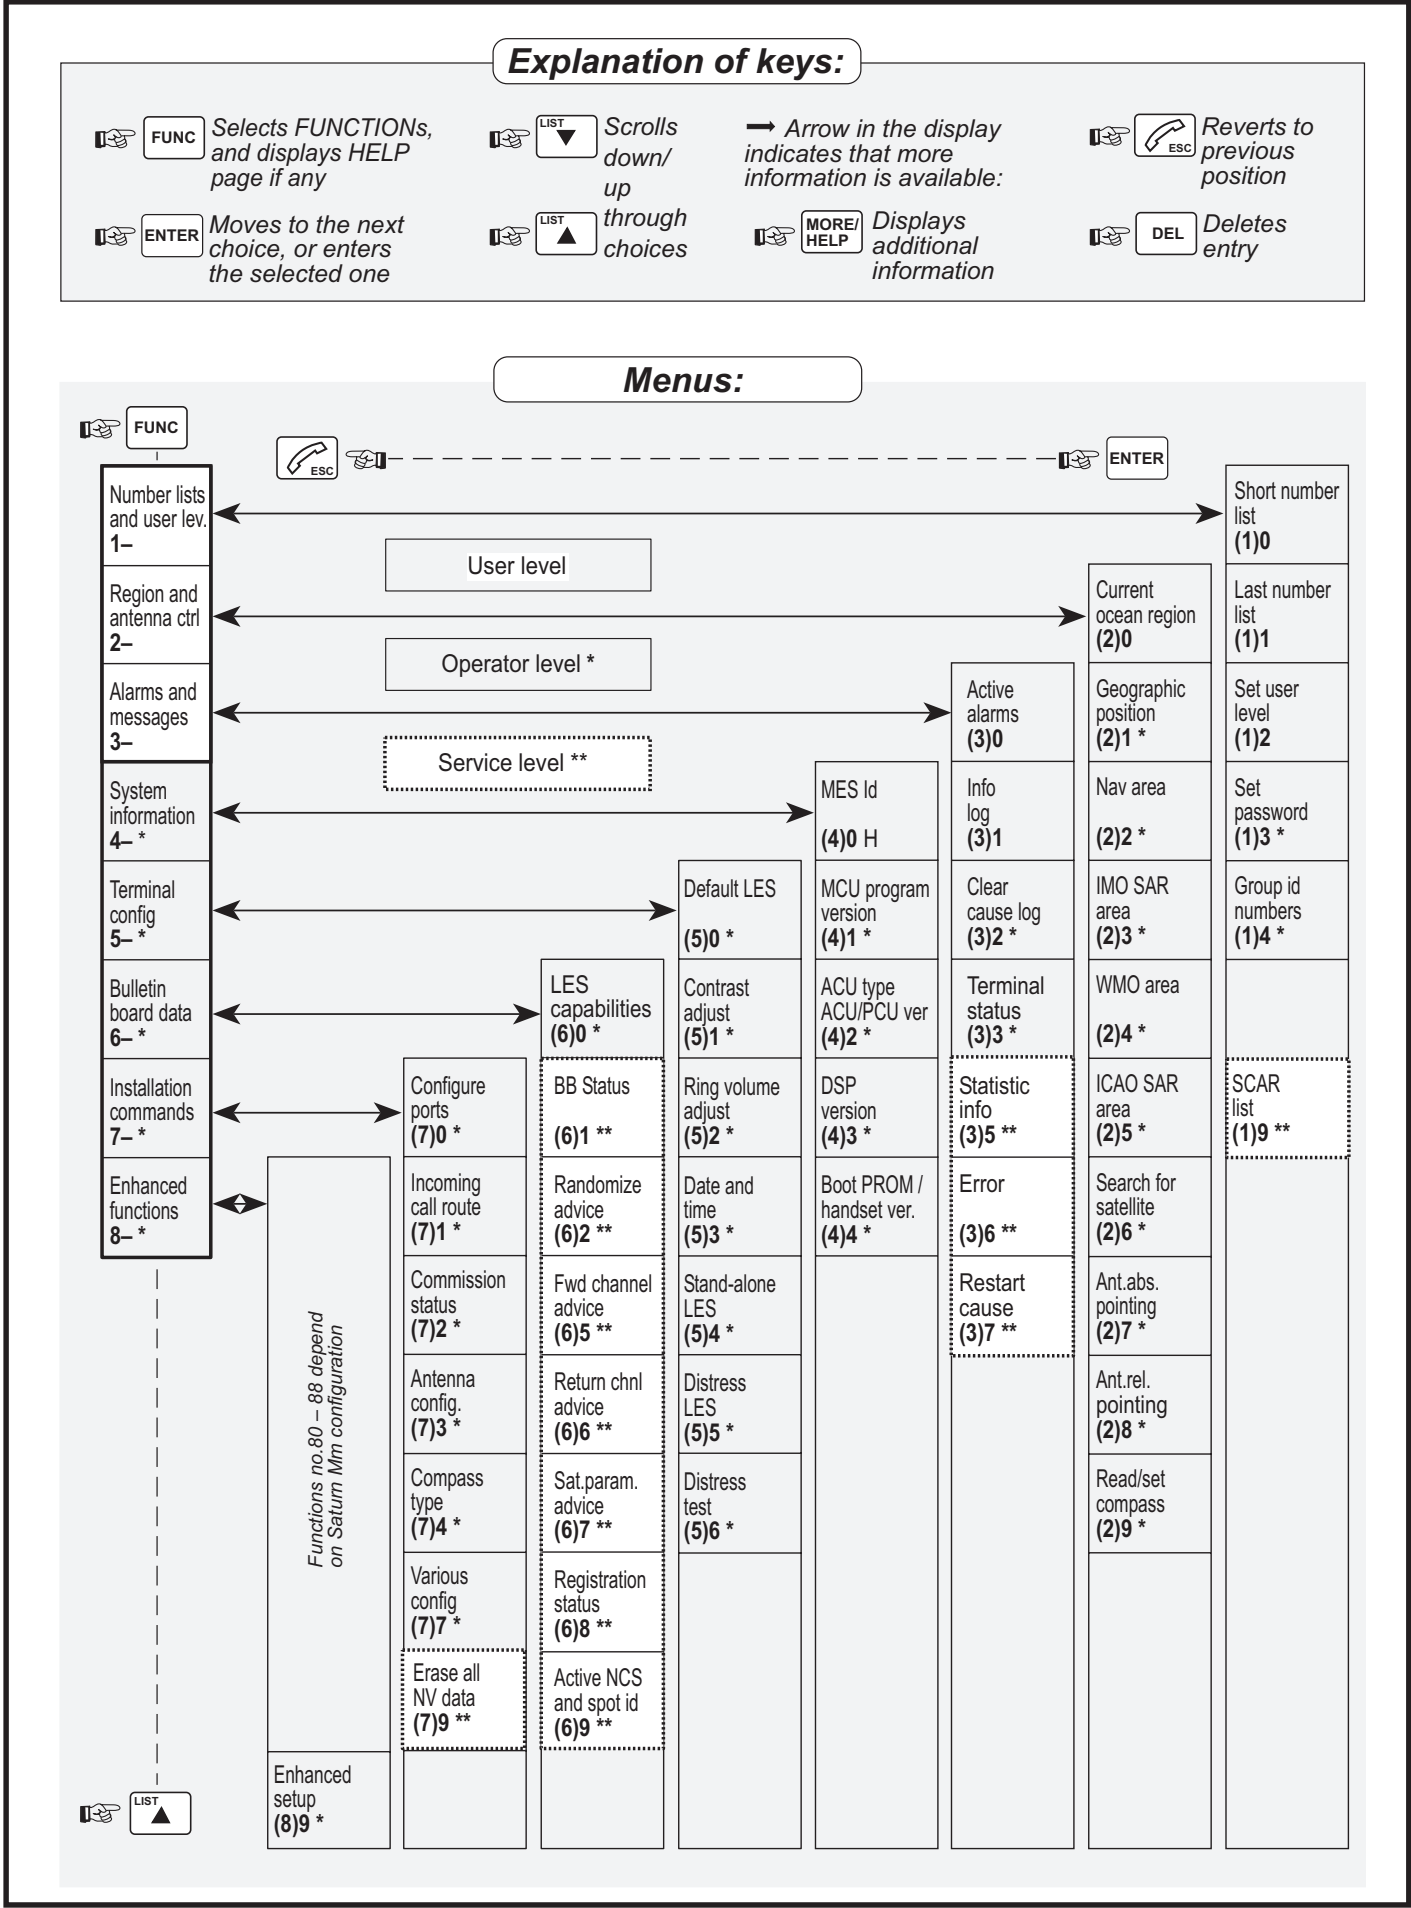 Explanation of keys:
FUNC
Selects FUNCTIONs,
and displays HELP
page if any
ENTER
Moves to the next
choice, or enters
the selected one
LIST
LIST
Scrolls
down/
up
through
choices
Arrow in the display
indicates that more
information is available:
MORE/
HELP
Displays
additional
information
ESC
Reverts to
previous
position
DEL
Deletes
entry
Menus:
FUNC
ESC
ENTER
Number lists
and user lev.
1–
Region and
antenna ctrl
2–
Alarms and
messages
3–
System
information
4– *
Terminal
config
5– *
Bulletin
board data
6– *
Installation
commands
7– *
Enhanced
functions
8– *
LIST
User level
Operator level *
Service level **
Functions no.80 – 88 depend
on Saturn Mm configuration
Enhanced
setup
(8)9 *
Configure
ports
(7)0 *
Incoming
call route
(7)1 *
Commission
status
(7)2 *
Antenna
config.
(7)3 *
Compass
type
(7)4 *
Various
config
(7)7 *
Erase all
NV data
(7)9 **
LES
capabilities
(6)0 *
BB Status
(6)1 **
Randomize
advice
(6)2 **
Fwd channel
advice
(6)5 **
Return chnl
advice
(6)6 **
Sat.param.
advice
(6)7 **
Registration
status
(6)8 **
Active NCS
and spot id
(6)9 **
Default LES
(5)0 *
Contrast
adjust
(5)1 *
Ring volume
adjust
(5)2 *
Date and
time
(5)3 *
Stand-alone
LES
(5)4 *
Distress
LES
(5)5 *
Distress
test
(5)6 *
MES Id
(4)0 H
MCU program
version
(4)1 *
ACU type
ACU/PCU ver
(4)2 *
DSP
version
(4)3 *
Boot PROM /
handset ver.
(4)4 *
Active
alarms
(3)0
Info
log
(3)1
Clear
cause log
(3)2 *
Terminal
status
(3)3 *
Statistic
info
(3)5 **
Error
(3)6 **
Restart
cause
(3)7 **
Current
ocean region
(2)0
Geographic
position
(2)1 *
Nav area
(2)2 *
IMO SAR
area
(2)3 *
WMO area
(2)4 *
ICAO SAR
area
(2)5 *
Search for
satellite
(2)6 *
Ant.abs.
pointing
(2)7 *
Ant.rel.
pointing
(2)8 *
Read/set
compass
(2)9 *
Short number
list
(1)0
Last number
list
(1)1
Set user
level
(1)2
Set
password
(1)3 *
Group id
numbers
(1)4 *
SCAR
list
(1)9 **